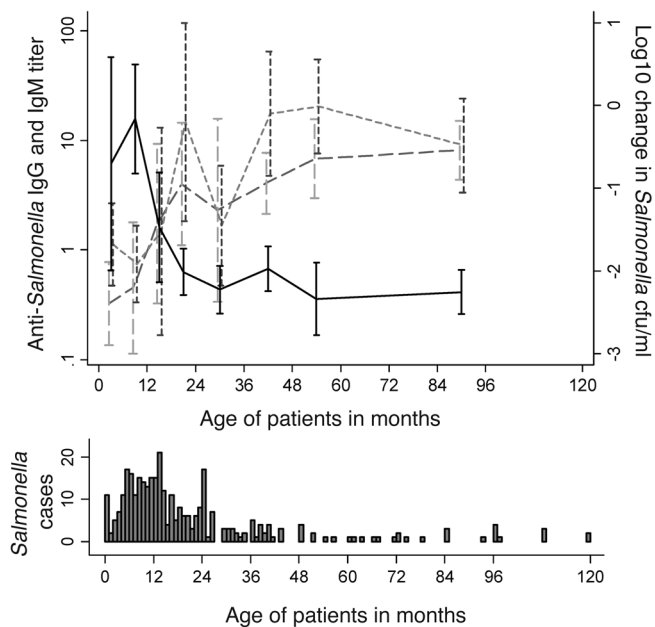 Anti-Salmonella IgG and IgM titer
100
10
1
.1
Log10 change in Salmonella cfu/ml
1
0
-1
-2
-3
0 12 24 36 48 60 72 84 96 120
Age of patients in months
Salmonella
cases
20
10
0
0 12 24 36 48 60 72 84 96 120
Age of patients in months